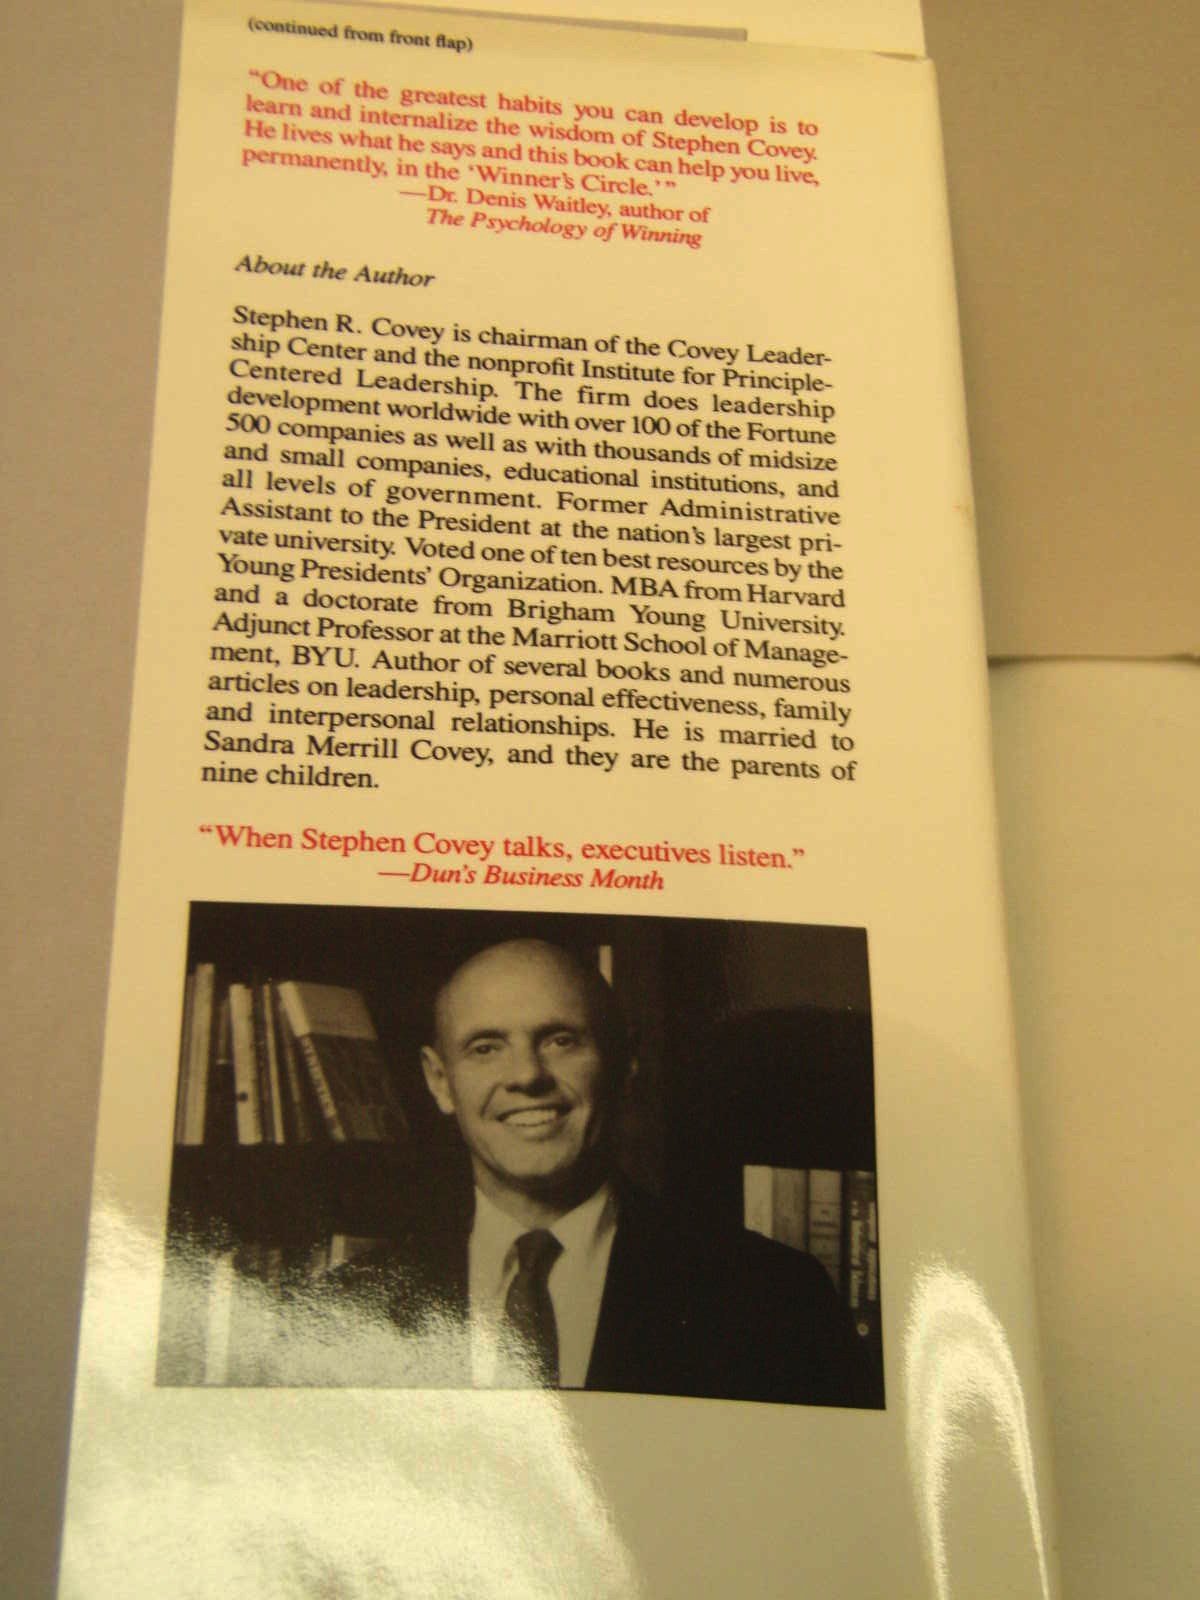 (continued from front flap)
“One of the greatest habits you can develop is to
learn and internalize the wisdom of Stephen Covey.
He lives what he says and this book can help you live,
permanently, in the ‘Winner’s Circle.’”
—Dr. Denis Waitley, author of
The Psychology of Winning
About the Author
Stephen R. Covey is chairman of the Covey Leader-
ship Center and the nonprofit Institute for Principle-
Centered Leadership. The firm does leadership
development worldwide with over 100 of the Fortune
500 companies as well as with thousands of midsize
and small companies, educational institutions, and
all levels of government. Former Administrative
Assistant to the President at the nation’s largest pri-
vate university. Voted one of ten best resources by the
Young Presidents’ Organization. MBA from Harvard
and a doctorate from Brigham Young University.
Adjunct Professor at the Marriott School of Manage-
ment, BYU. Author of several books and numerous
articles on leadership, personal effectiveness, family
and interpersonal relationships. He is married to
Sandra Merrill Covey, and they are the parents of
nine children.
“When Stephen Covey talks, executives listen.”
—Dun’s Business Month